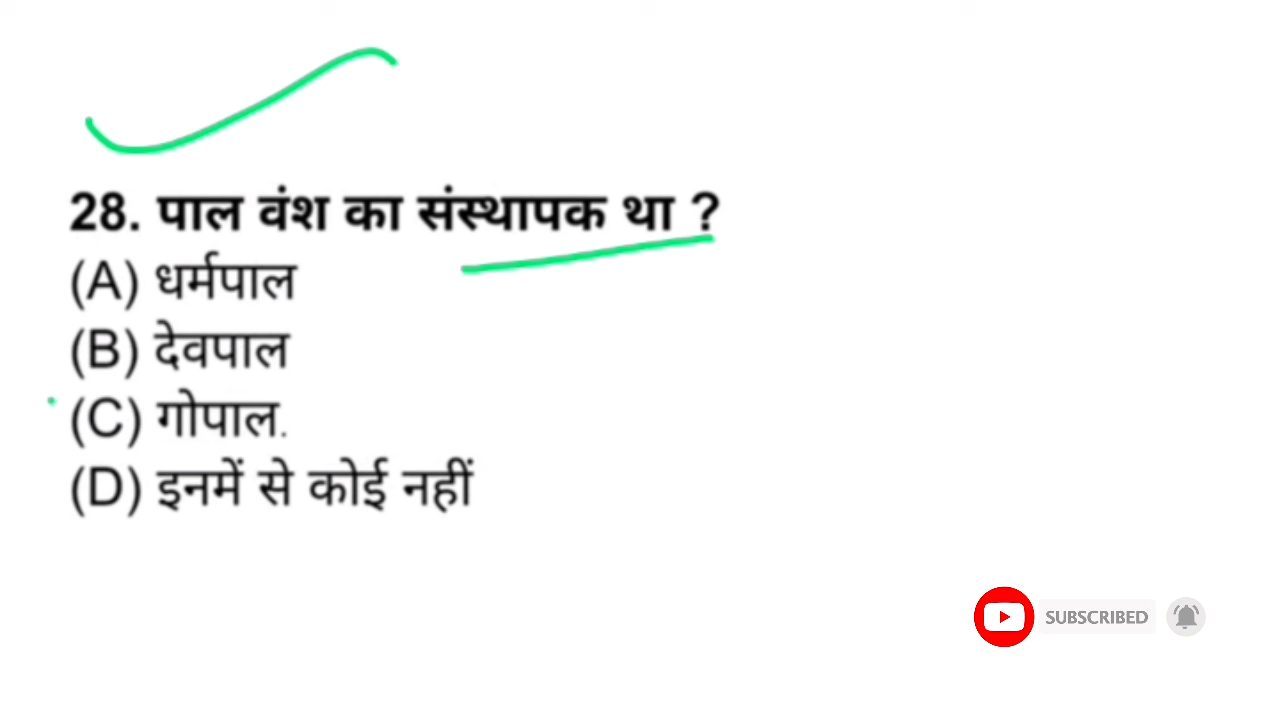 28. पाल वंश का संस्थापक था ?
(A) धर्मपाल
(B) देवपाल
(C) गोपाल.
(D) इनमें से कोई नहीं
SUBSCRIBED